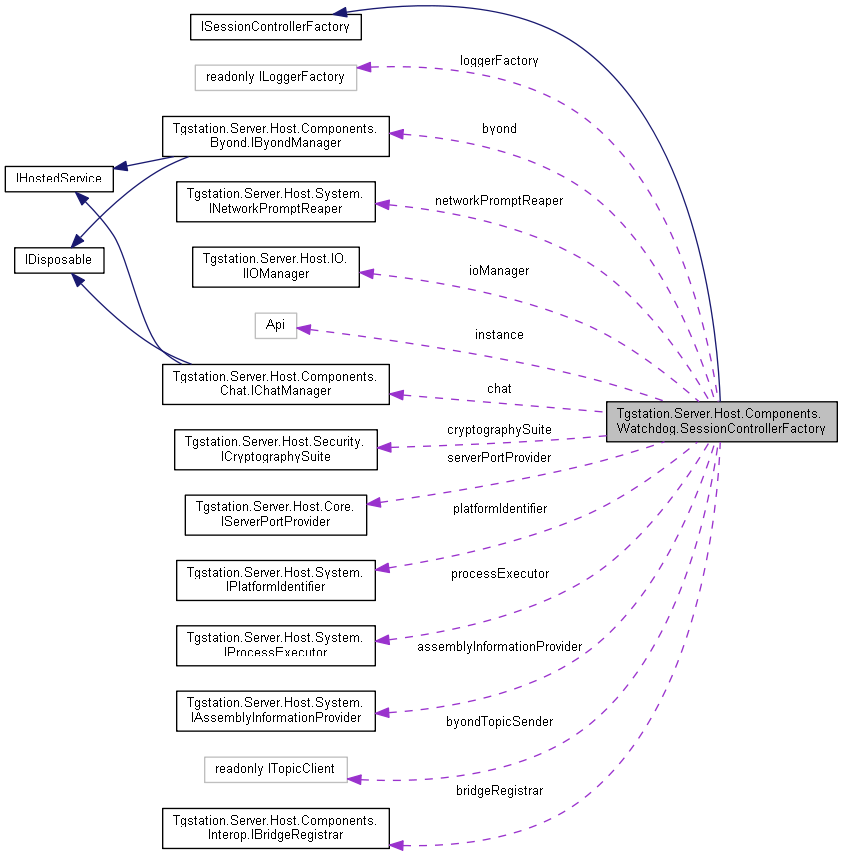 ISessionControllerFactory
loggerFactory
readonly ILoggerFactory
Tgstation.Server.Host.Components.
Byond.IByondManager
byond
IHostedService
Tgstation.Server.Host.System.
INetworkPromptReaper
networkPromptReaper
IDisposable
Tgstation.Server.Host.IO.
IIOManager
ioManager
Api
instance
Tgstation.Server.Host.Components.
Chat.IChatManager
chat
Tgstation.Server.Host.Components.
Watchdog.SessionControllerFactory
cryptographySuite
Tgstation.Server.Host.Security.
ICryptographySuite
serverPortProvider
Tgstation.Server.Host.Core.
IServerPortProvider
platformIdentifier
Tgstation.Server.Host.System.
IPlatformIdentifier
processExecutor
Tgstation.Server.Host.System.
IProcessExecutor
assemblyInformationProvider
Tgstation.Server.Host.System.
IAssemblyInformationProvider
byondTopicSender
readonly ITopicClient
bridgeRegistrar
Tgstation.Server.Host.Components.
Interop.IBridgeRegistrar